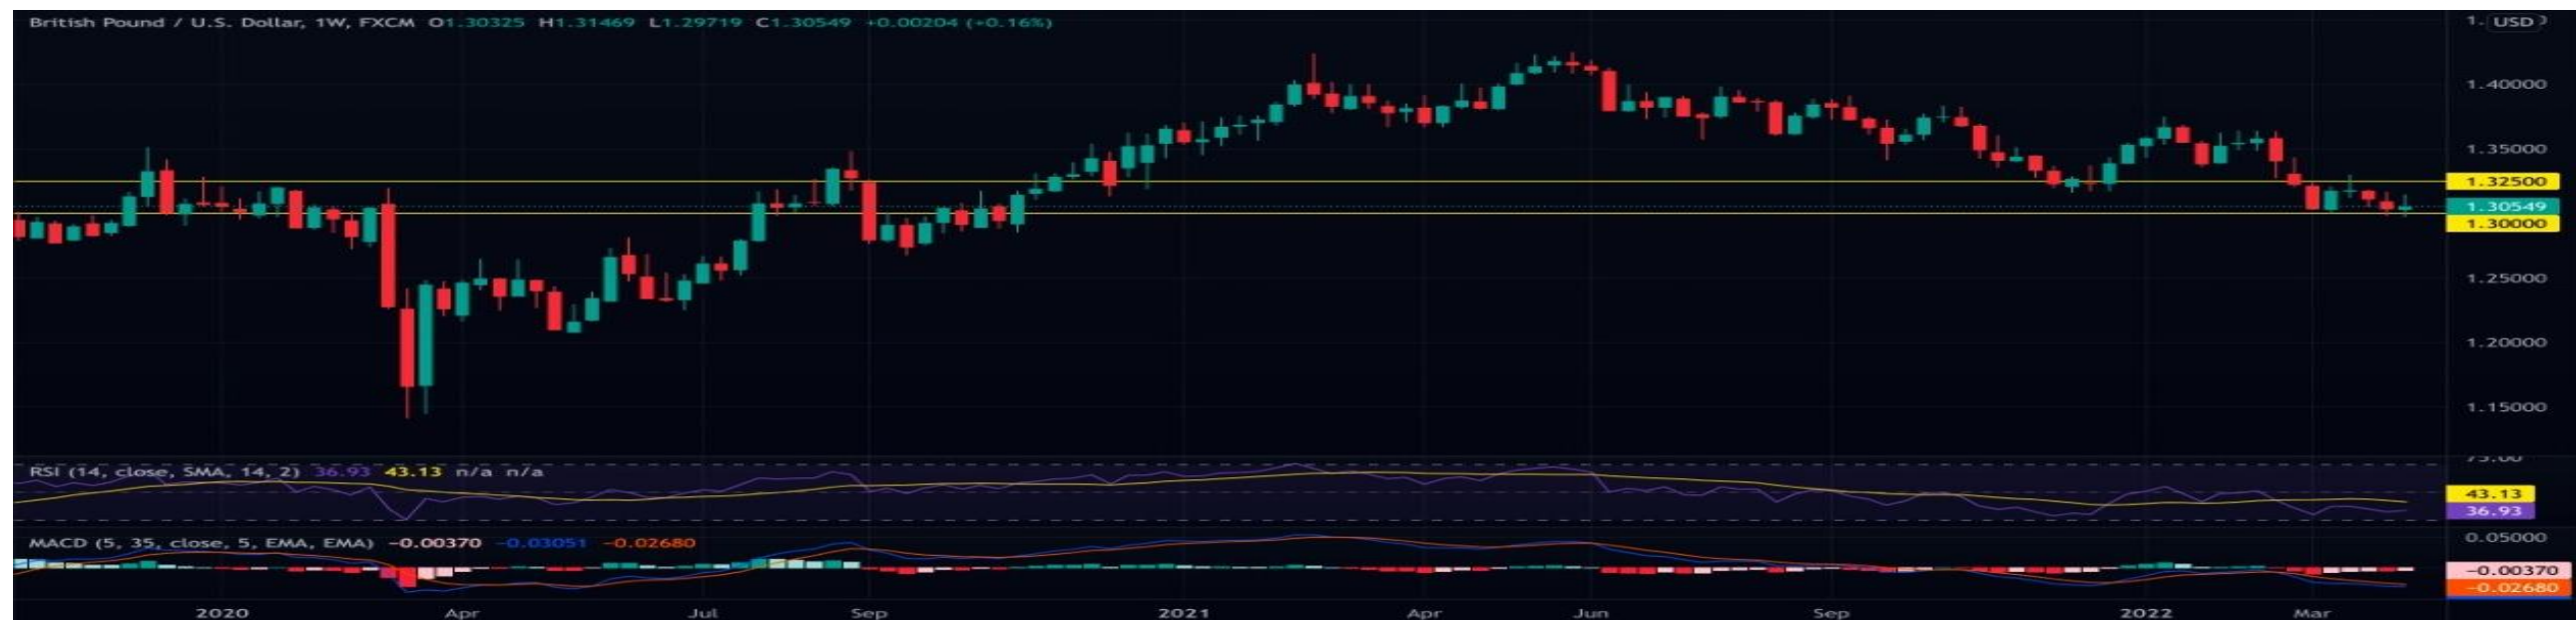 British Pound / U.S. Dollar, 1W, FXCM O1.30325 H1.31469 L1.29719 C1.30549 +0.00204 (+0.16%)
USD
1.40000
1.35000
1.32500
1.30549
1.30000
1.25000
1.20000
1.15000
RSI (14, close, SMA, 14, 2) 36.93 43.13 n/a n/a
75.00
43.13
36.93
MACD (5, 35, close, 5, EMA, EMA) −0.00370 −0.03051 −0.02680
0.05000
−0.00370
−0.02680
2020 Apr Jul Sep 2021 Apr Jun Sep 2022 Mar